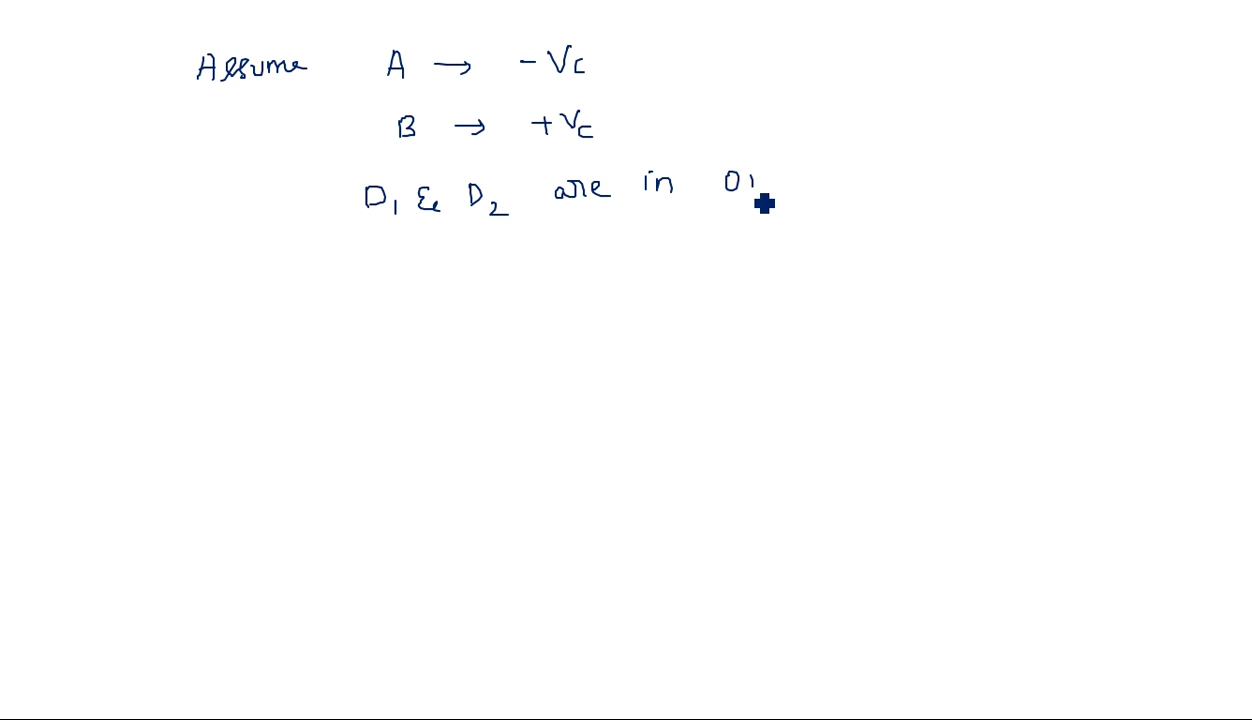 Assume A → - Vc
B → + Vc
D1 & D2 are in